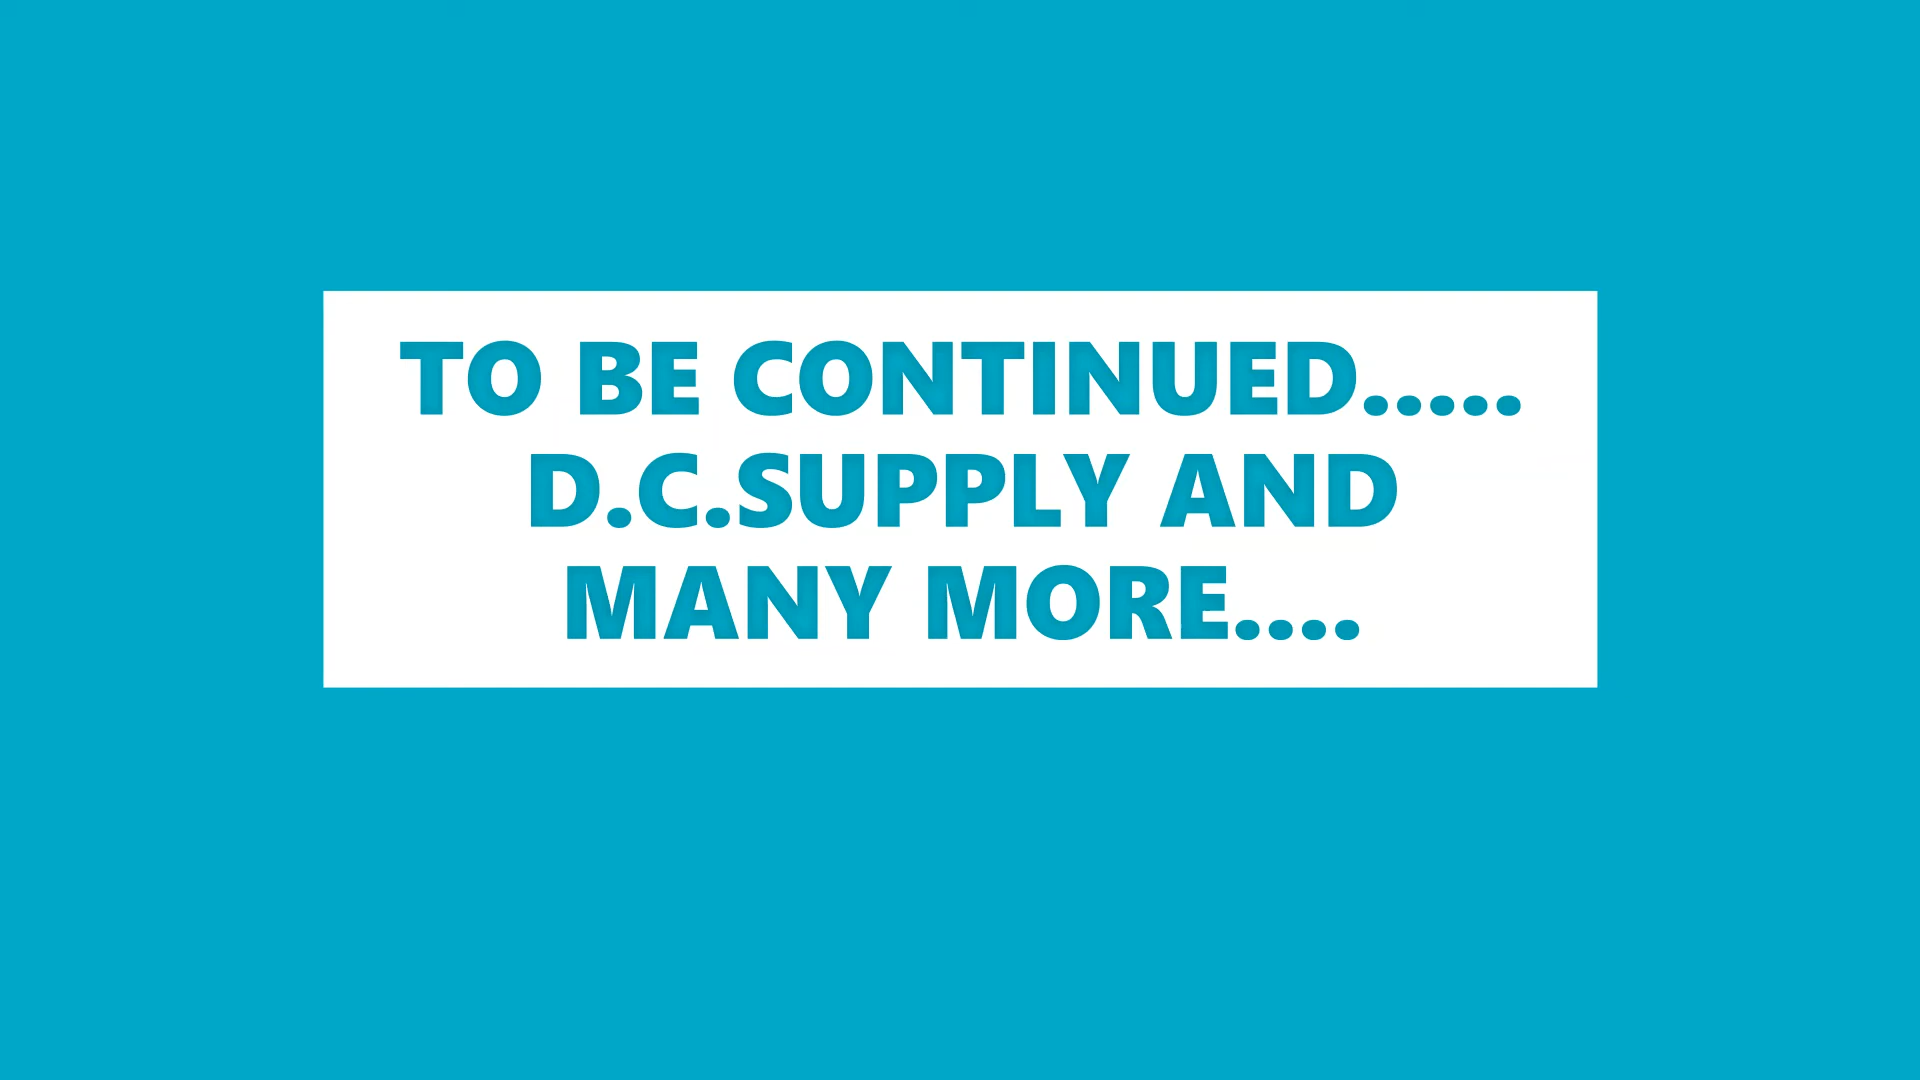 TO BE CONTINUED.....
D.C.SUPPLY AND
MANY MORE....